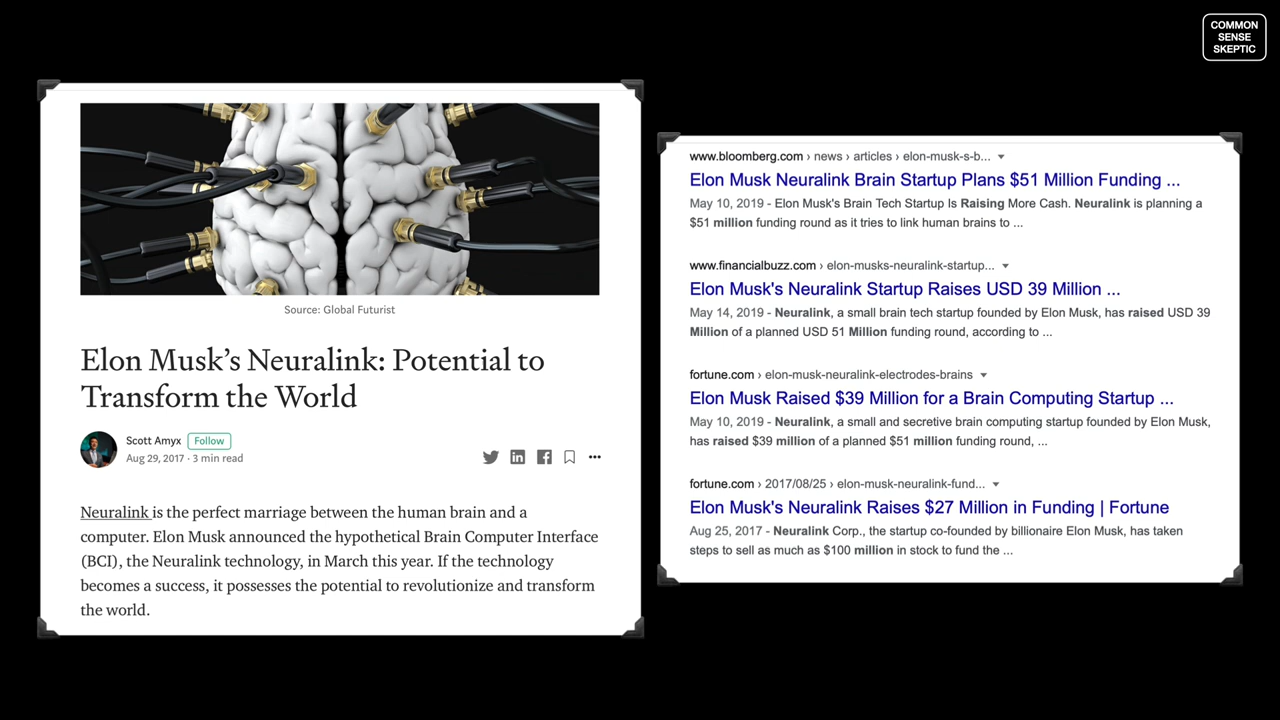 COMMON
SENSE
SKEPTIC
Source: Global Futurist
Elon Musk’s Neuralink: Potential to
Transform the World
Scott Amyx Follow
Aug 29, 2017 · 3 min read
Neuralink is the perfect marriage between the human brain and a
computer. Elon Musk announced the hypothetical Brain Computer Interface
(BCI), the Neuralink technology, in March this year. If the technology
becomes a success, it possesses the potential to revolutionize and transform
the world.
www.bloomberg.com › news › articles › elon-musk-s-b...
Elon Musk Neuralink Brain Startup Plans $51 Million Funding ...
May 10, 2019 - Elon Musk's Brain Tech Startup Is Raising More Cash. Neuralink is planning a
$51 million funding round as it tries to link human brains to ...
www.financialbuzz.com › elon-musks-neuralink-startup...
Elon Musk's Neuralink Startup Raises USD 39 Million ...
May 14, 2019 - Neuralink, a small brain tech startup founded by Elon Musk, has raised USD 39
Million of a planned USD 51 Million funding round, according to ...
fortune.com › elon-musk-neuralink-electrodes-brains
Elon Musk Raised $39 Million for a Brain Computing Startup ...
May 10, 2019 - Neuralink, a small and secretive brain computing startup founded by Elon Musk,
has raised $39 million of a planned $51 million funding round, ...
fortune.com › 2017/08/25 › elon-musk-neuralink-fund...
Elon Musk's Neuralink Raises $27 Million in Funding | Fortune
Aug 25, 2017 - Neuralink Corp., the startup co-founded by billionaire Elon Musk, has taken
steps to sell as much as $100 million in stock to fund the ...